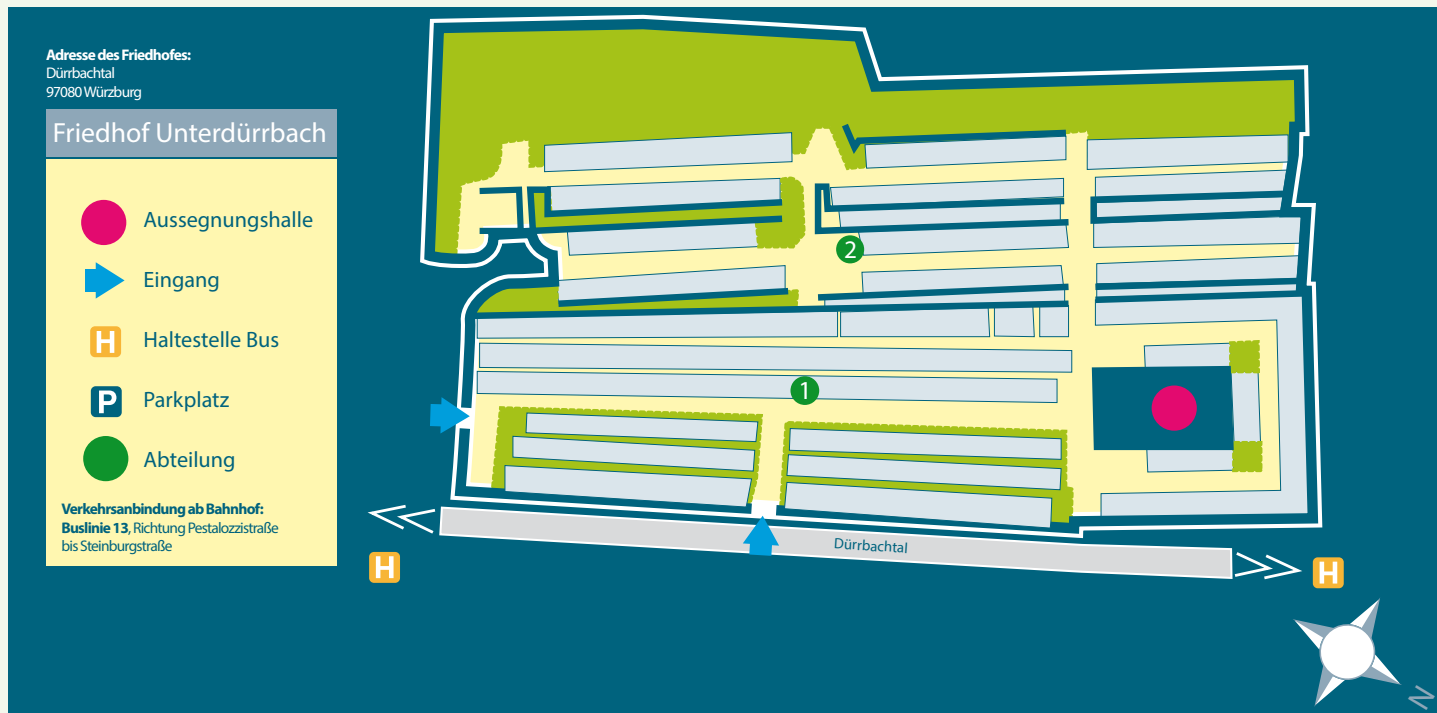 Adresse des Friedhofes:
Dürrbachtal
97080 Würzburg
Friedhof Unterdürrbach
Aussegnungshalle
Eingang
H Haltestelle Bus
P Parkplatz
Abteilung
Verkehrsanbindung ab Bahnhof:
Buslinie 13, Richtung Pestalozzistraße
bis Steinburgstraße
2
1
Dürrbachtal
H
H
N